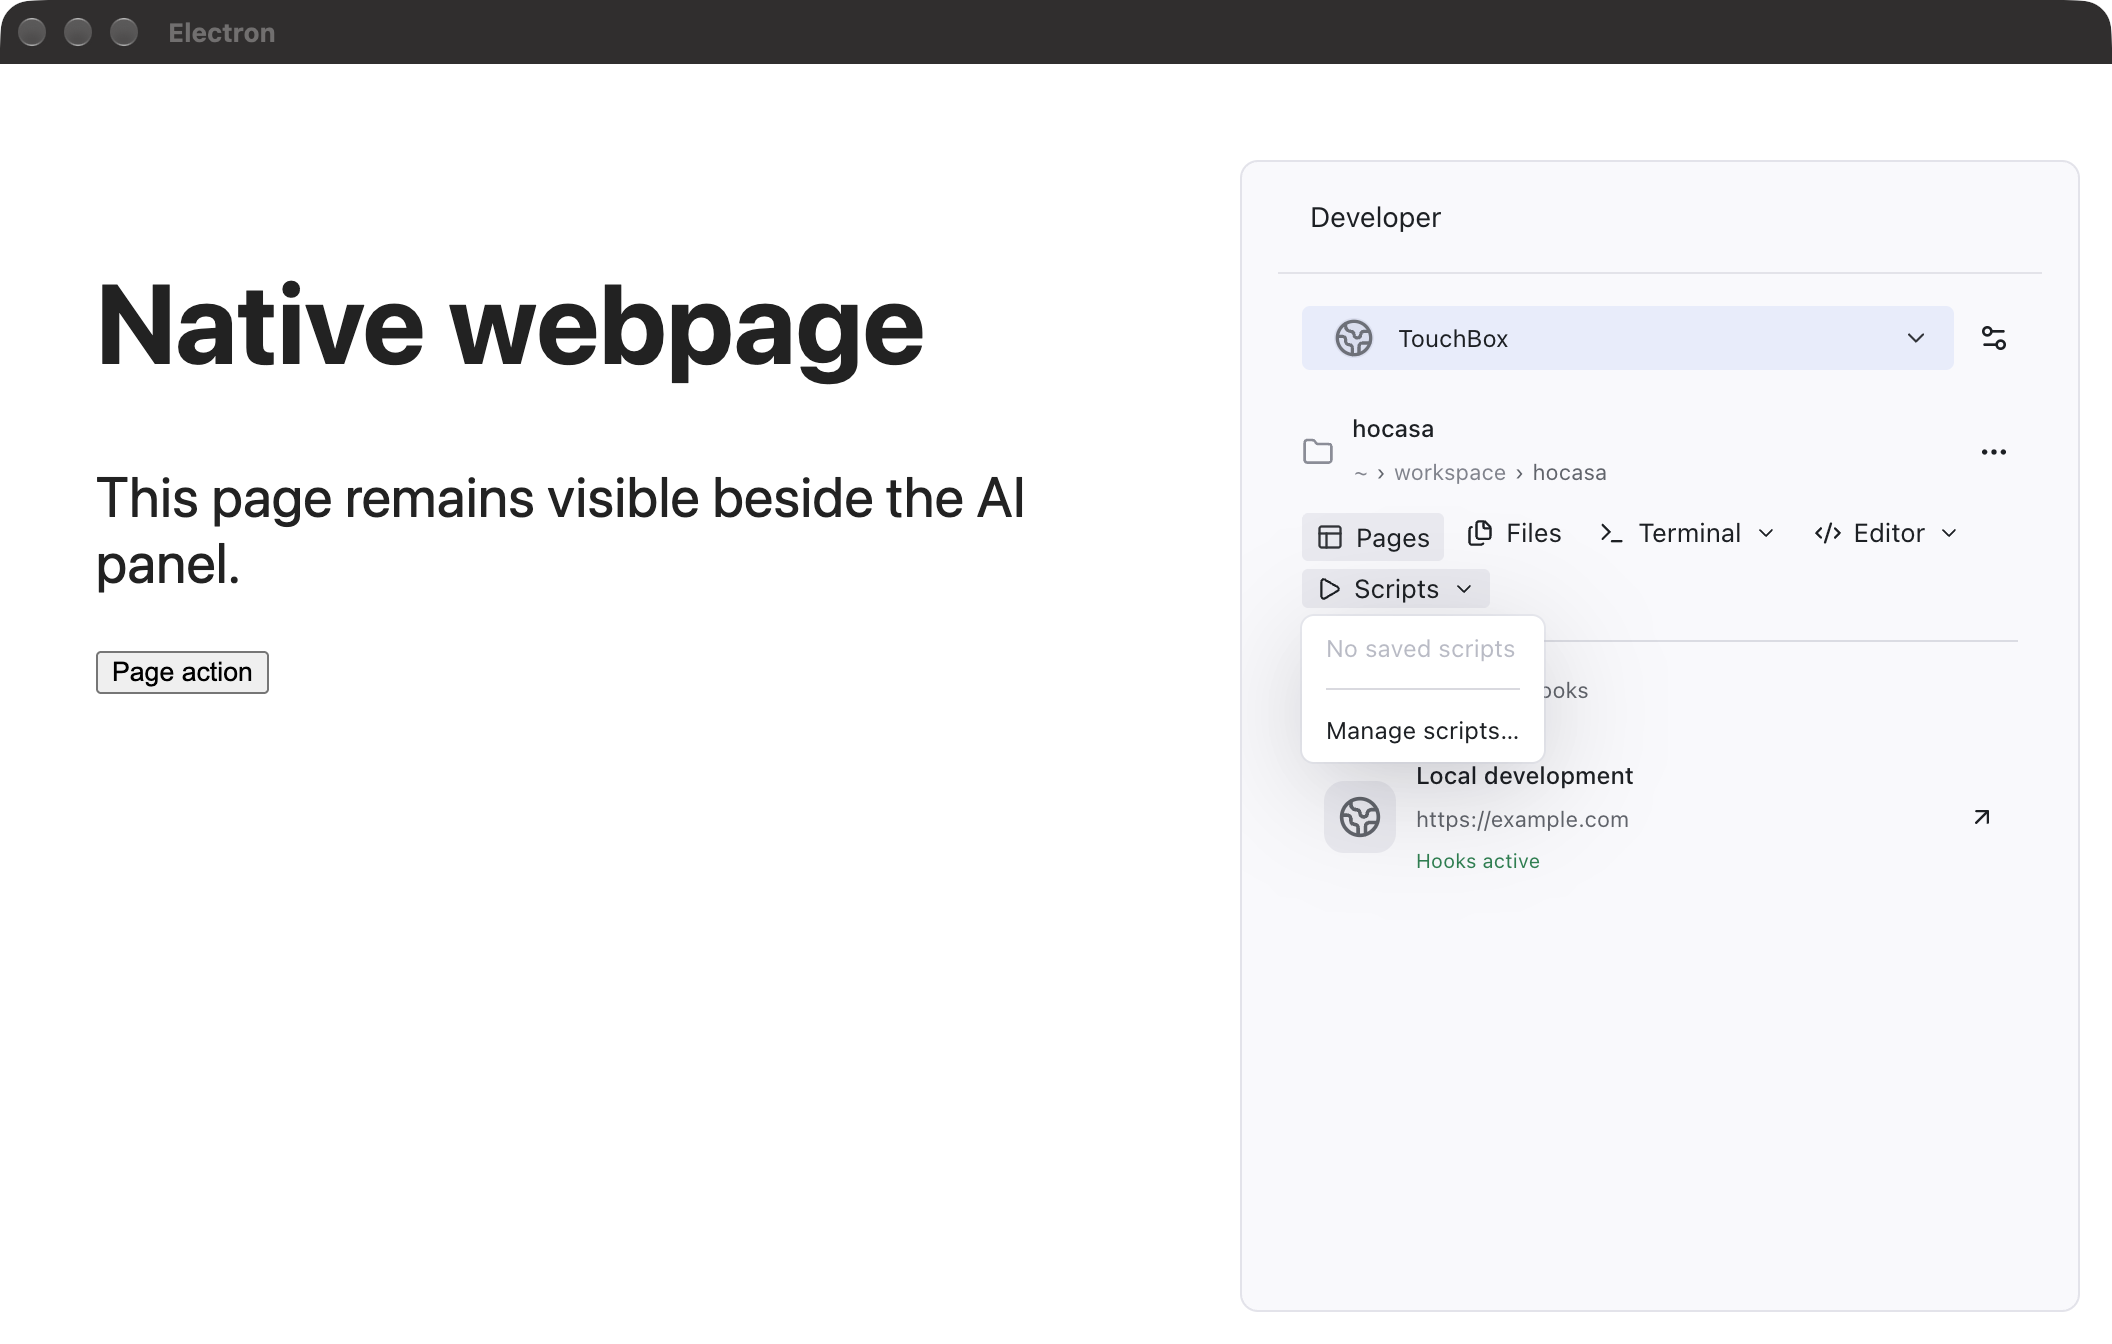 Electron
Native webpage
This page remains visible beside the AI
panel.
Page action
Developer
TouchBox
hocasa
~ › workspace › hocasa
Pages Files Terminal Editor
Scripts
No saved scripts
Manage scripts...
Local development
https://example.com
Hooks active